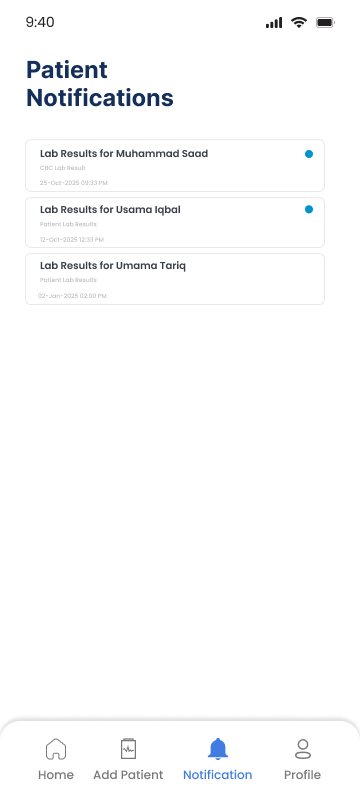 9:40
Patient
Notifications
Lab Results for Muhammad Saad
CBC Lab Result
29-Oct-2025 09:33 PM
Lab Results for Usama Iqbal
Patient Lab Results
12-Oct-2025 12:33 PM
Lab Results for Umama Tariq
Patient Lab Results
02-Jan-2025 02:00 PM
Home
Add Patient
Notification
Profile